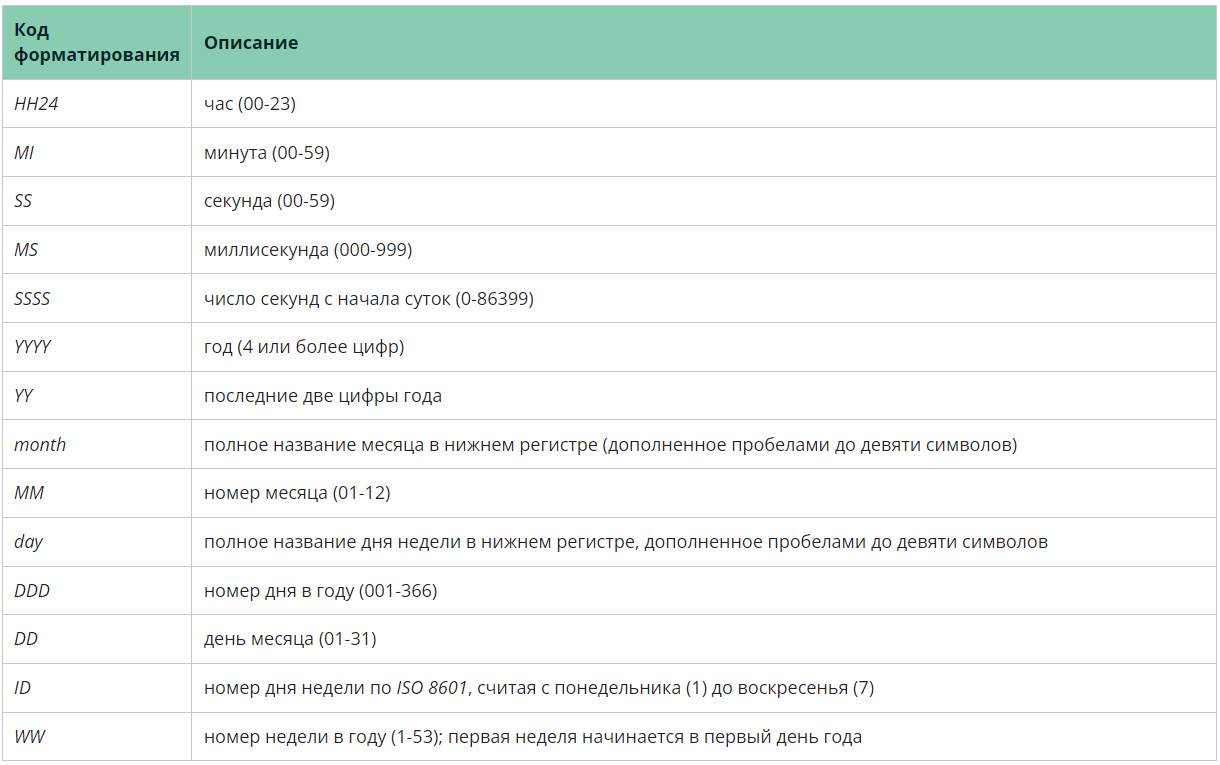 Код
форматирования
Описание
HH24
час (00-23)
MI
минута (00-59)
SS
секунда (00-59)
MS
миллисекунда (000-999)
SSSS
число секунд с начала суток (0-86399)
YYYY
год (4 или более цифр)
YY
последние две цифры года
month
полное название месяца в нижнем регистре (дополненное пробелами до девяти символов)
MM
номер месяца (01-12)
day
полное название дня недели в нижнем регистре, дополненное пробелами до девяти символов
DDD
номер дня в году (001-366)
DD
день месяца (01-31)
ID
номер дня недели по ISO 8601, считая с понедельника (1) до воскресенья (7)
WW
номер недели в году (1-53); первая неделя начинается в первый день года